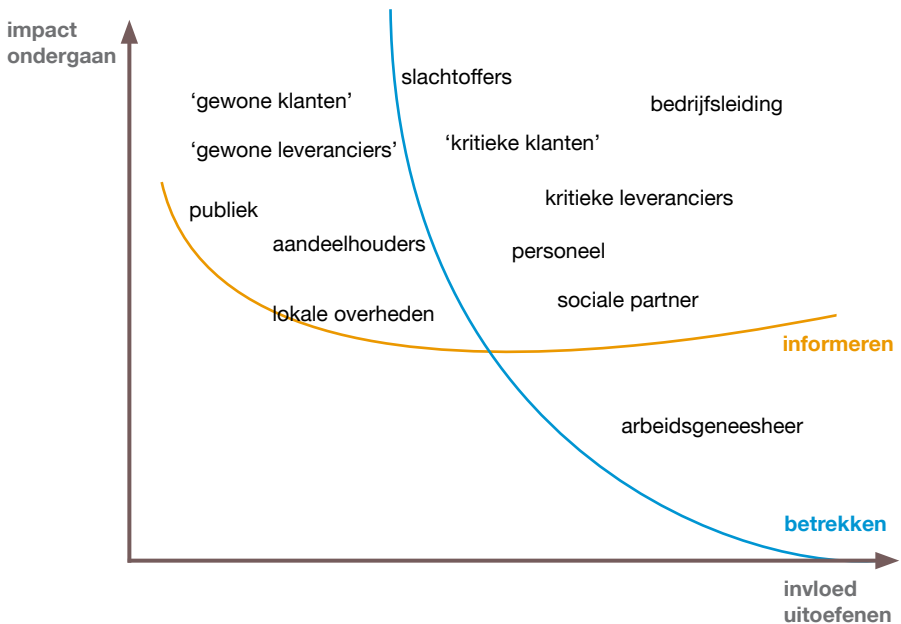 impact
ondergaan
slachtoffers
‘gewone klanten’
bedrijfsleiding
‘kritieke klanten’
‘gewone leveranciers’
kritieke leveranciers
publiek
aandeelhouders
personeel
sociale partner
lokale overheden
informeren
arbeidsgeneesheer
betrekken
invloed
uitoefenen